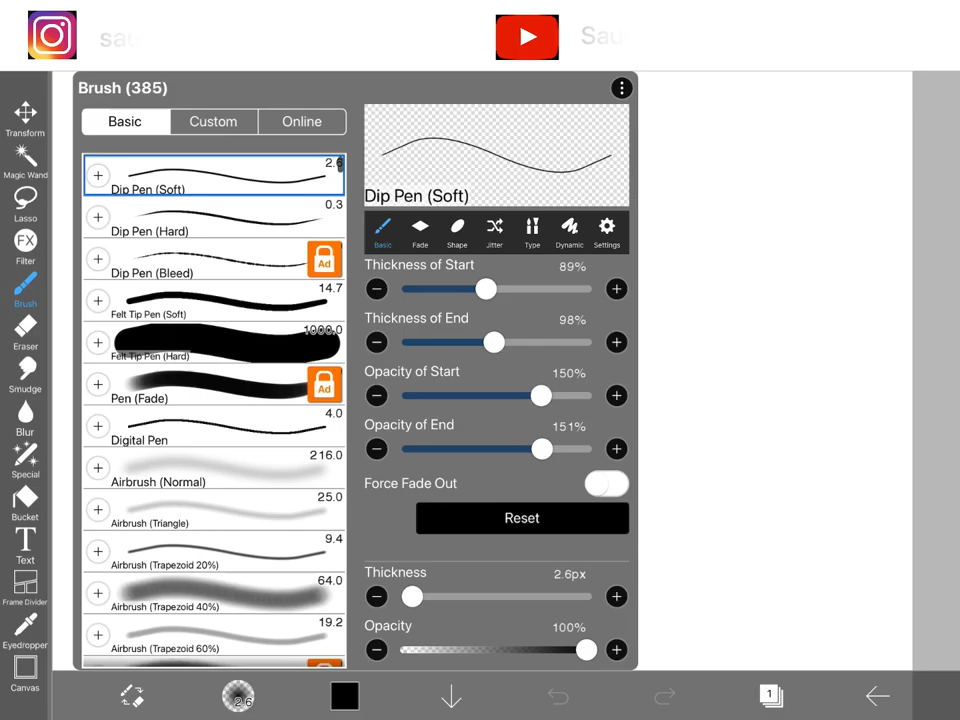 sau
Sau
Brush (385)
Basic Custom Online
2.6
Dip Pen (Soft)
0.3
Dip Pen (Hard)
Dip Pen (Bleed)
Ad
14.7
Felt Tip Pen (Soft)
1000.0
Felt Tip Pen (Hard)
Pen (Fade)
Ad
4.0
Digital Pen
216.0
Airbrush (Normal)
25.0
Airbrush (Triangle)
9.4
Airbrush (Trapezoid 20%)
64.0
Airbrush (Trapezoid 40%)
19.2
Airbrush (Trapezoid 60%)
Dip Pen (Soft)
Basic Fade Shape Jitter Type Dynamic Settings
Thickness of Start 89%
Thickness of End 98%
Opacity of Start 150%
Opacity of End 151%
Force Fade Out
Reset
Thickness 2.6px
Opacity 100%
Transform
Magic Wand
Lasso
FX
Filter
Brush
Eraser
Smudge
Blur
Special
Bucket
T
Text
Frame Divider
Eyedropper
Canvas
2.6
1